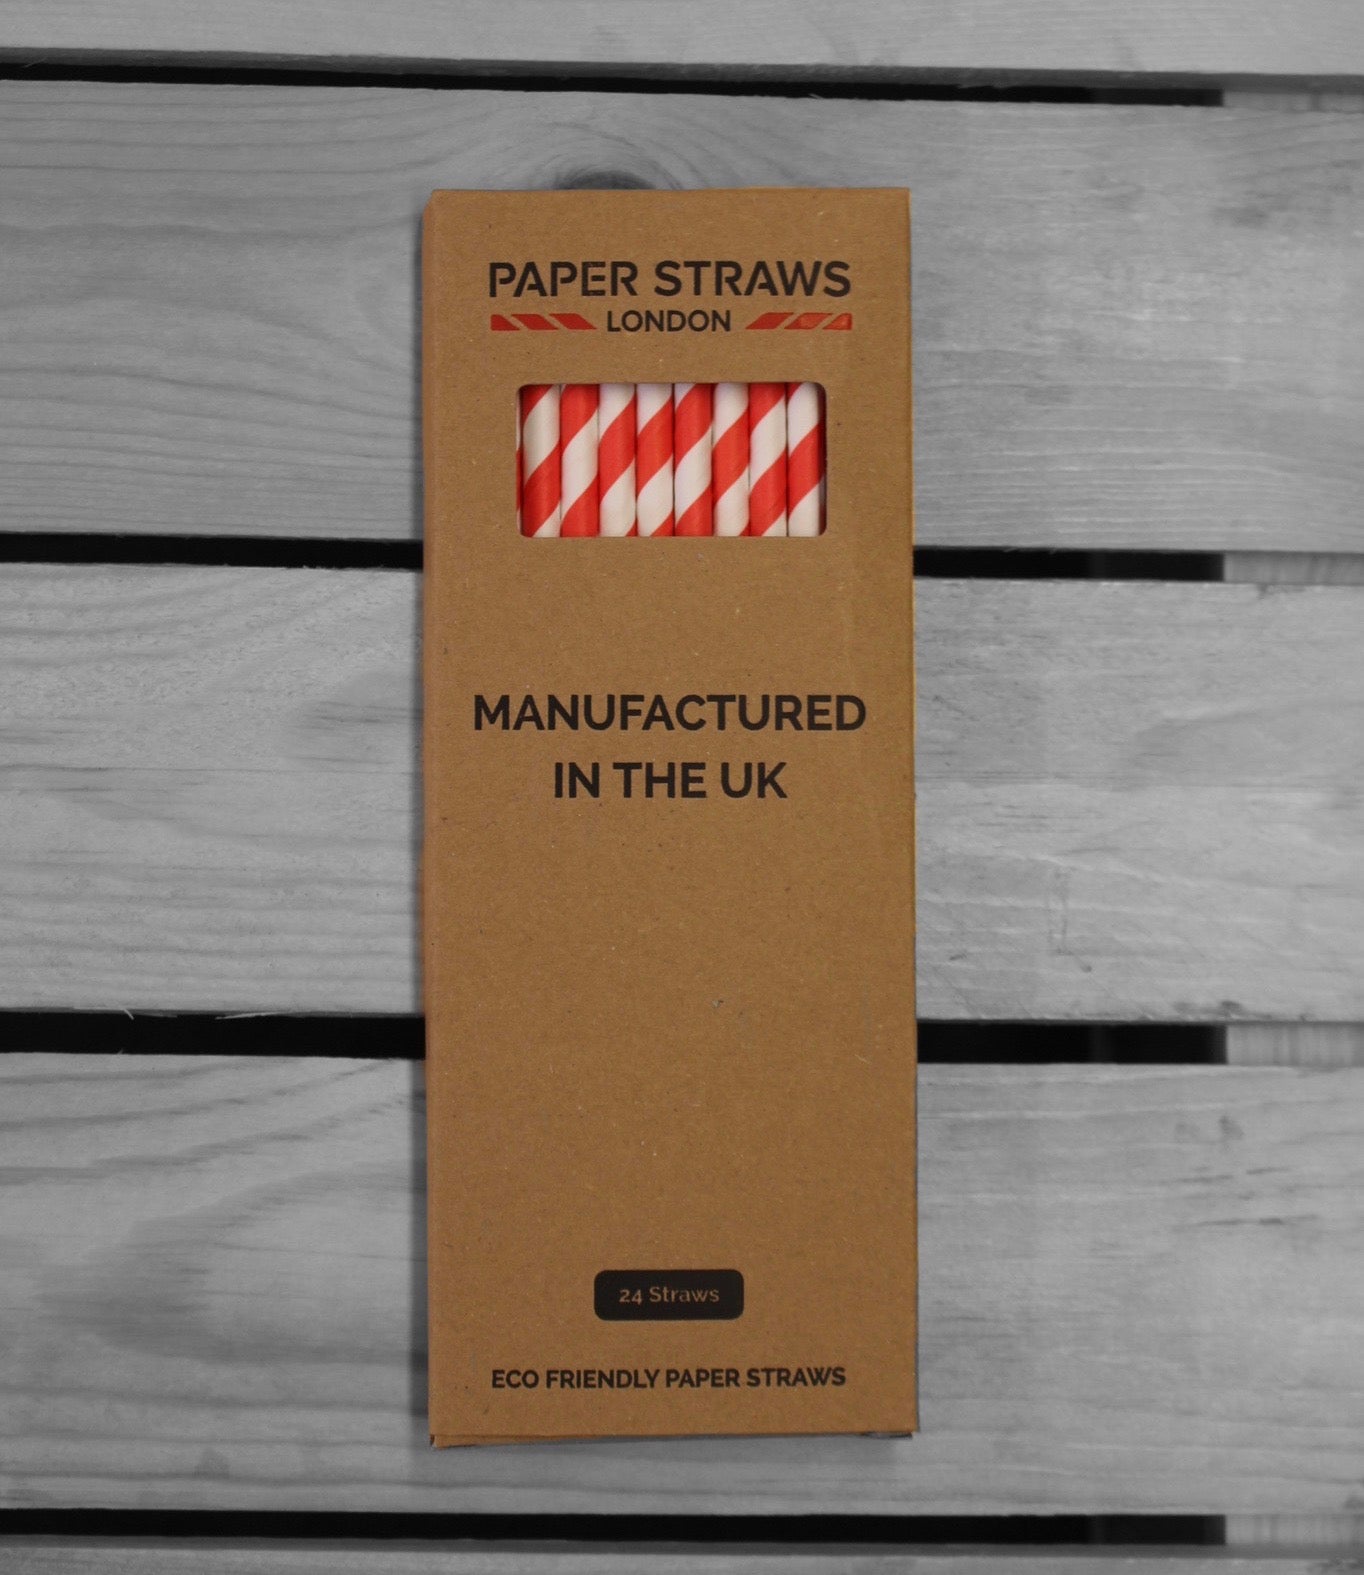 PAPER STRAWS
LONDON
MANUFACTURED
IN THE UK
24 Straws
ECO FRIENDLY PAPER STRAWS